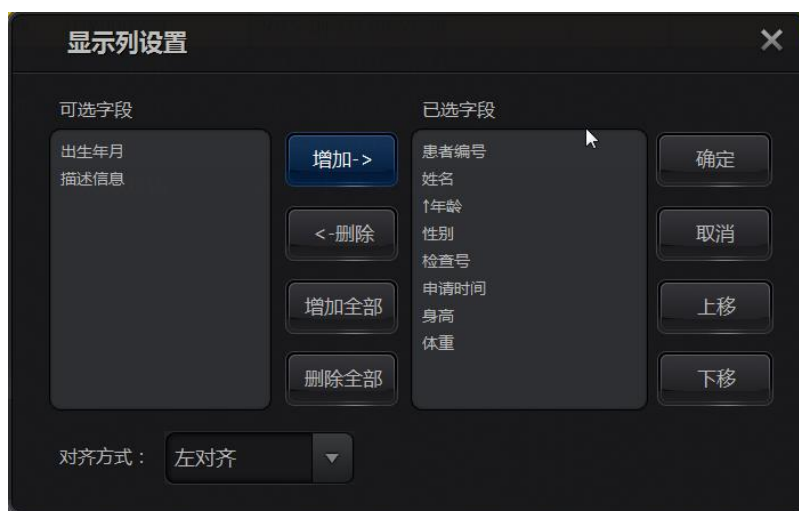 显示列设置
可选字段
出生年月
描述信息
增加->
<-删除
增加全部
删除全部
已选字段
患者编号
姓名
↑年龄
性别
检查号
申请时间
身高
体重
确定
取消
上移
下移
对齐方式：
左对齐